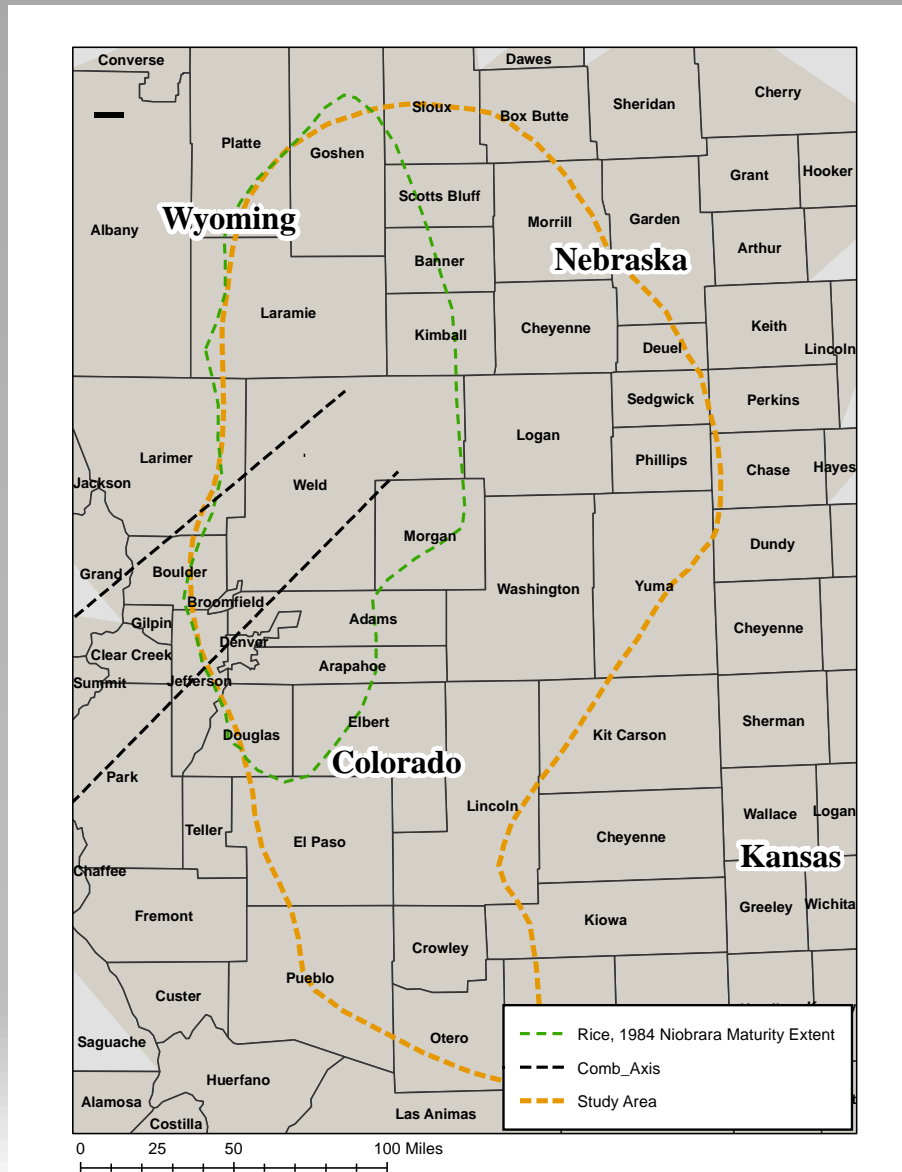 Converse
Dawes
Cherry
Sheridan
Sioux
Box Butte
Platte
Goshen
Grant
Hooker
Scotts Bluff
Wyoming
Morrill
Garden
Albany
Arthur
Nebraska
Banner
Laramie
Keith
Cheyenne
Kimball
Deuel
Lincoln
Sedgwick
Perkins
Logan
Larimer
Phillips
Chase
Hayes
Jackson
Weld
Morgan
Dundy
Grand
Boulder
Washington
Yuma
Broomfield
Gilpin
Adams
Cheyenne
Denver
Clear Creek
Arapahoe
Summit
Jefferson
Elbert
Sherman
Douglas
Kit Carson
Colorado
Park
Lincoln
Wallace
Logan
Teller
El Paso
Cheyenne
Kansas
Chaffee
Greeley
Wichita
Fremont
Kiowa
Crowley
Pueblo
Custer
Otero
Saguache
Huerfano
Alamosa
Las Animas
Costilla
Rice, 1984 Niobrara Maturity Extent
Comb_Axis
Study Area
0 25 50 100 Miles